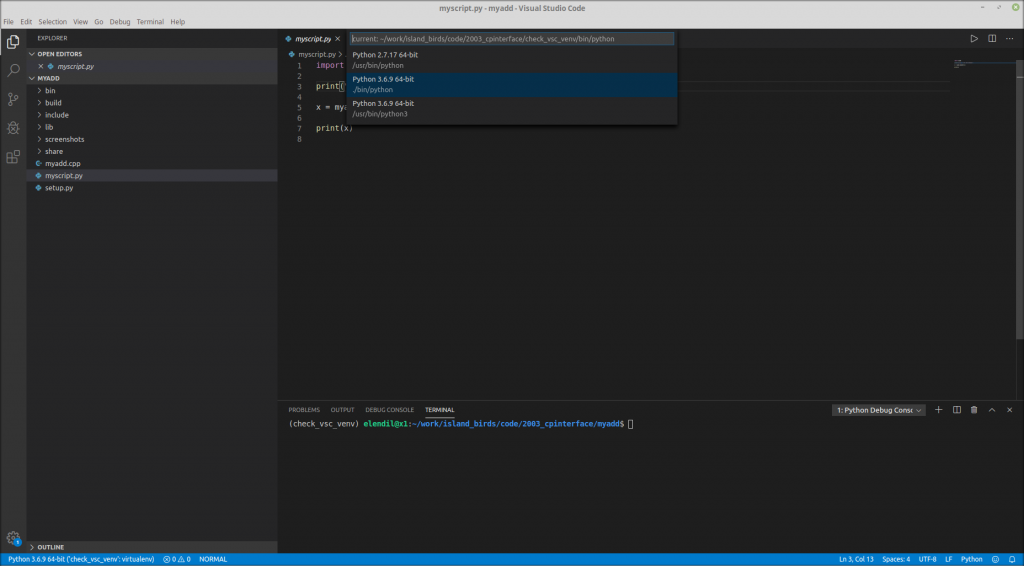 myscript.py - myadd - Visual Studio Code
File Edit Selection View Go Debug Terminal Help
EXPLORER
OPEN EDITORS
myscript.py
MYADD
bin
build
include
lib
screenshots
share
myadd.cpp
myscript.py
setup.py
OUTLINE
myscript.py
myscript.py
current: ~/work/island_birds/code/2003_cpinterface/check_vsc_venv/bin/python
Python 2.7.17 64-bit
/usr/bin/python
Python 3.6.9 64-bit
./bin/python
Python 3.6.9 64-bit
/usr/bin/python3
1 import
2
3 print(
4
5 x = mya
6
7 print(x)
8
PROBLEMS OUTPUT DEBUG CONSOLE TERMINAL
1: Python Debug Consc
(check_vsc_venv) elendil@x1:~/work/island_birds/code/2003_cpinterface/myadd$
1
Python 3.6.9 64-bit ('check_vsc_venv': virtualenv) 0 0 NORMAL
Ln 3, Col 13 Spaces: 4 UTF-8 LF Python